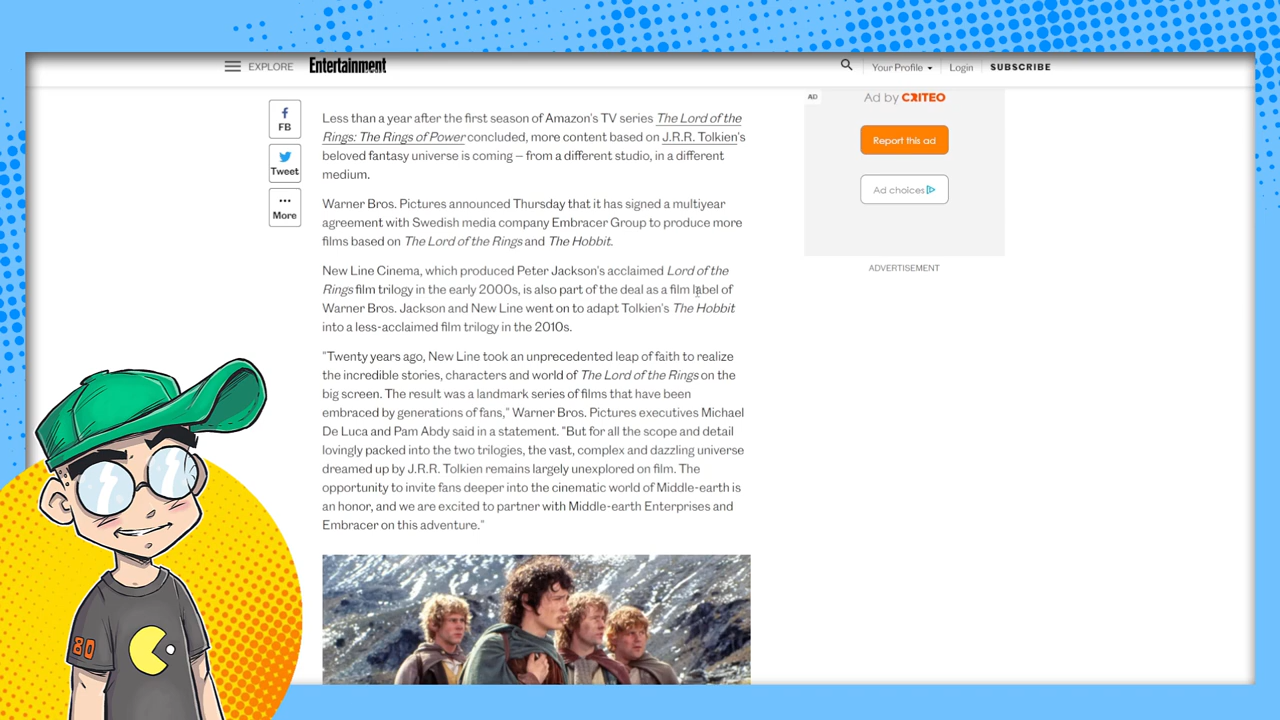 EXPLORE
Entertainment
Your Profile
Login
SUBSCRIBE
FB
Tweet
More
Less than a year after the first season of Amazon's TV series The Lord of the
Rings: The Rings of Power concluded, more content based on J.R.R. Tolkien's
beloved fantasy universe is coming – from a different studio, in a different
medium.
Warner Bros. Pictures announced Thursday that it has signed a multiyear
agreement with Swedish media company Embracer Group to produce more
films based on The Lord of the Rings and The Hobbit.
New Line Cinema, which produced Peter Jackson's acclaimed Lord of the
Rings film trilogy in the early 2000s, is also part of the deal as a film label of
Warner Bros. Jackson and New Line went on to adapt Tolkien's The Hobbit
into a less-acclaimed film trilogy in the 2010s.
"Twenty years ago, New Line took an unprecedented leap of faith to realize
the incredible stories, characters and world of The Lord of the Rings on the
big screen. The result was a landmark series of films that have been
embraced by generations of fans," Warner Bros. Pictures executives Michael
De Luca and Pam Abdy said in a statement. "But for all the scope and detail
lovingly packed into the two trilogies, the vast, complex and dazzling universe
dreamed up by J.R.R. Tolkien remains largely unexplored on film. The
opportunity to invite fans deeper into the cinematic world of Middle-earth is
an honor, and we are excited to partner with Middle-earth Enterprises and
Embracer on this adventure."
AD
Ad by CRITEO
Report this ad
Ad choices
ADVERTISEMENT
80